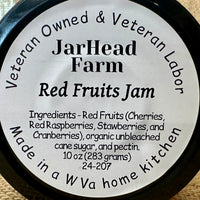 Veteran Owned & Veteran Labor
JarHead
Farm
Red Fruits Jam
Ingredients - Red Fruits (Cherries,
Red Raspberries, Stawberries, and
Cranberries), organic unbleached
cane sugar, and pectin.
10 oz (283 grams)
24-207
Made in a WVa home kitchen